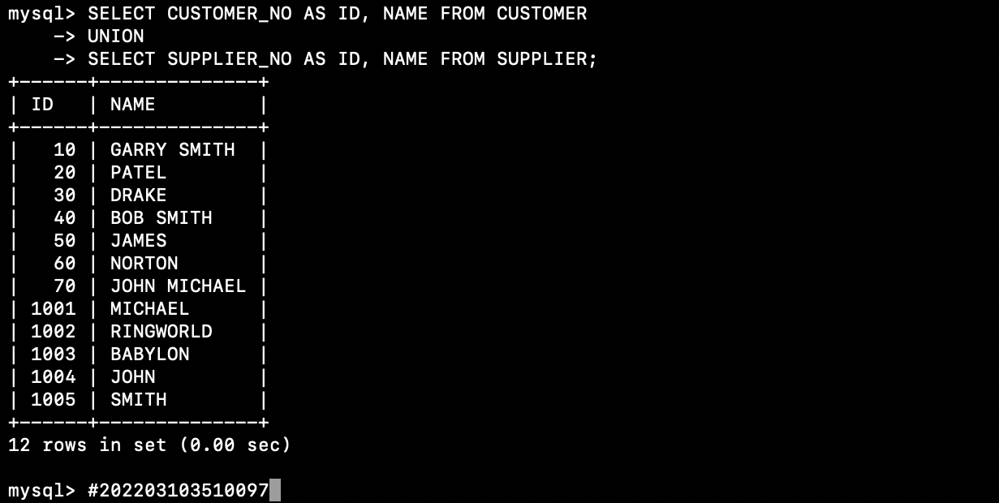 mysql> SELECT CUSTOMER_NO AS ID, NAME FROM CUSTOMER
    -> UNION
    -> SELECT SUPPLIER_NO AS ID, NAME FROM SUPPLIER;
+------+--------------+
| ID   | NAME         |
+------+--------------+
|   10 | GARRY SMITH  |
|   20 | PATEL        |
|   30 | DRAKE        |
|   40 | BOB SMITH    |
|   50 | JAMES        |
|   60 | NORTON       |
|   70 | JOHN MICHAEL |
| 1001 | MICHAEL      |
| 1002 | RINGWORLD    |
| 1003 | BABYLON      |
| 1004 | JOHN         |
| 1005 | SMITH        |
+------+--------------+
12 rows in set (0.00 sec)

mysql> #202203103510097